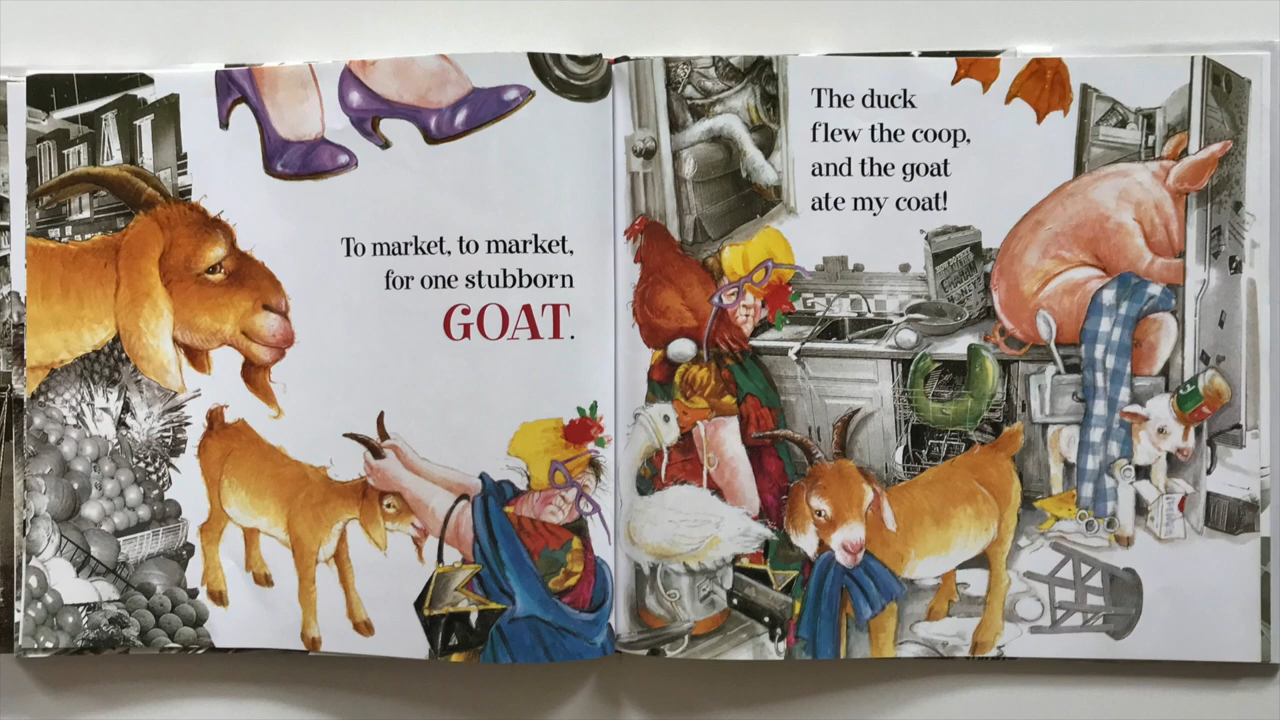 To market, to market,
for one stubborn
GOAT.
The duck
flew the coop,
and the goat
ate my coat!